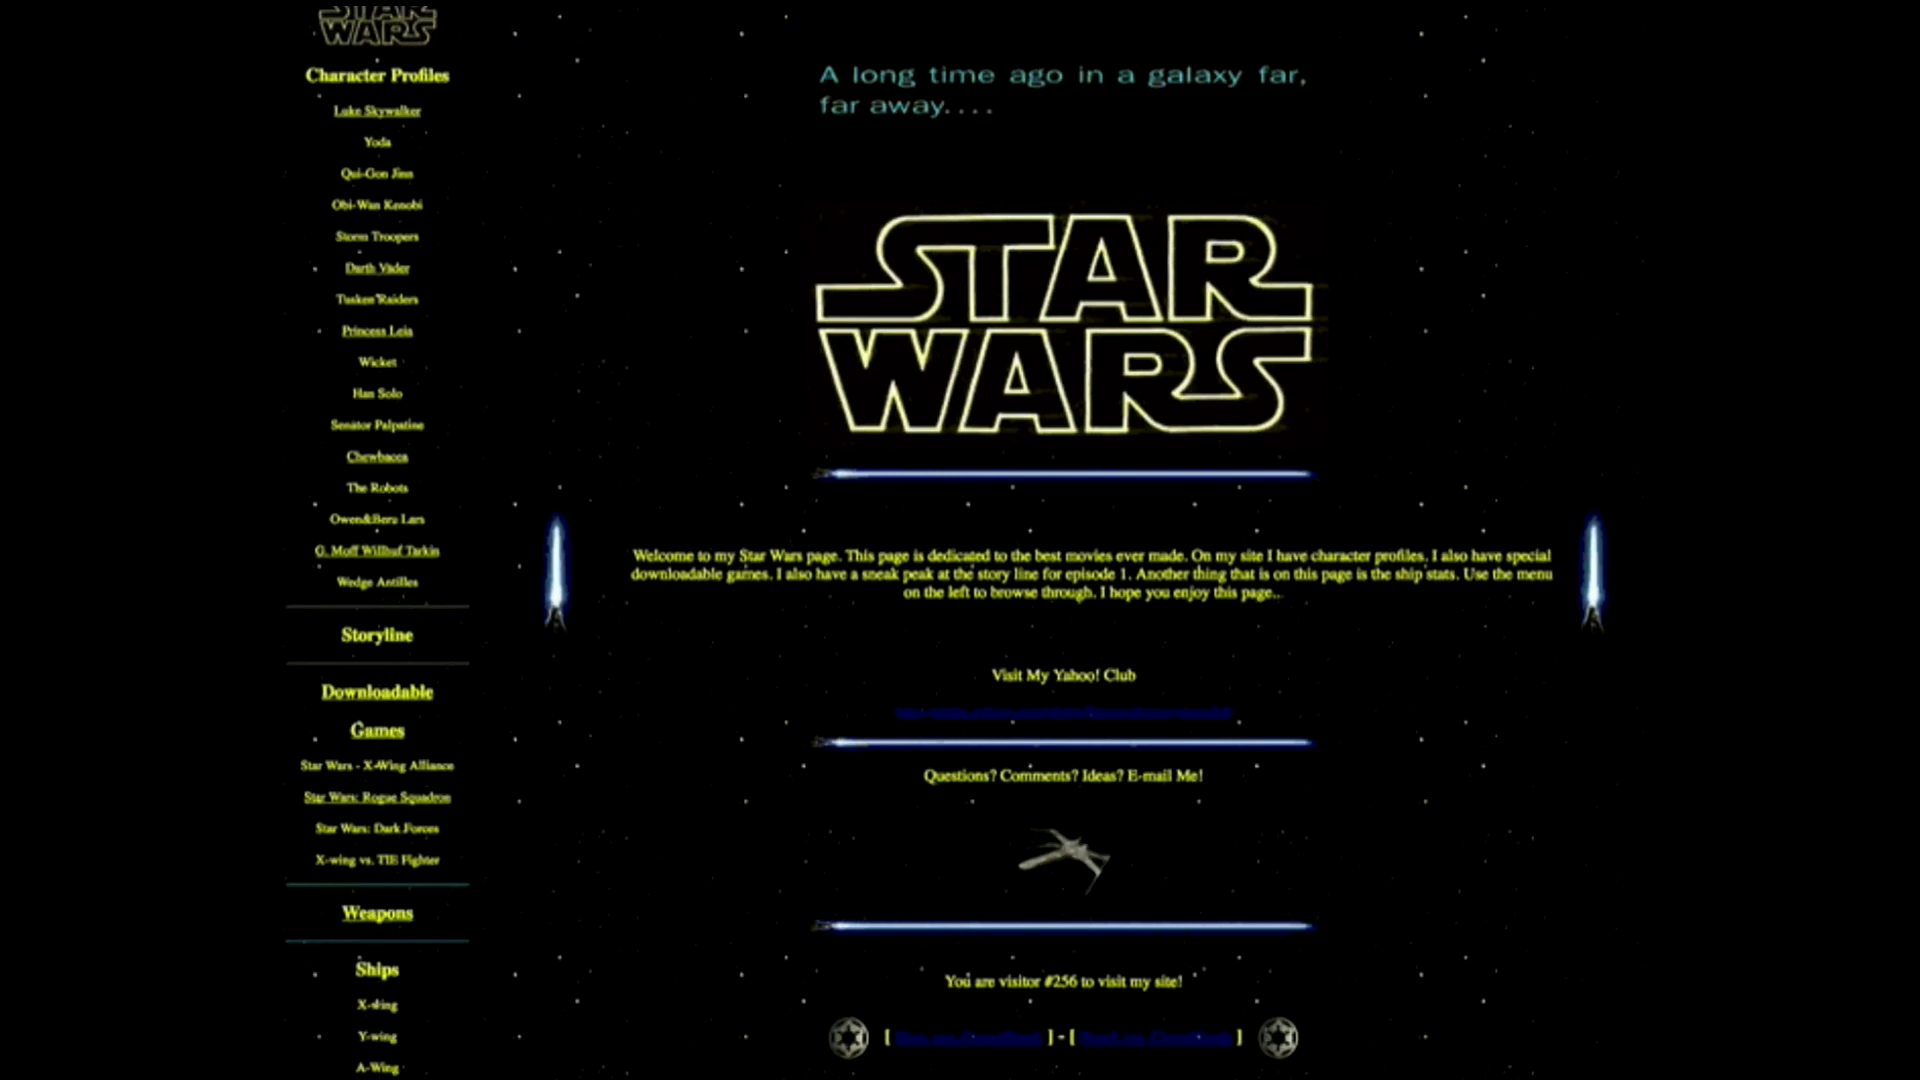 STAR
WARS
Character Profiles
Luke Skywalker
Yoda
Qui-Gon Jinn
Obi-Wan Kenobi
Storm Troopers
Darth Vader
Tusken Raiders
Princess Leia
Wicket
Han Solo
Senator Palpatine
Chewbacca
The Robots
Owen&Beru Lars
G. Moff Willhuf Tarkin
Wedge Antilles
Storyline
Downloadable
Games
Star Wars - X-Wing Alliance
Star Wars: Rogue Squadron
Star Wars: Dark Forces
X-wing vs. TIE Fighter
Weapons
Ships
X-wing
Y-wing
A-Wing
A long time ago in a galaxy far,
far away....
STAR
WARS
Welcome to my Star Wars page. This page is dedicated to the best movies ever made. On my site I have character profiles. I also have special
downloadable games. I also have a sneak peak at the story line for episode 1. Another thing that is on this page is the ship stats. Use the menu
on the left to browse through. I hope you enjoy this page..
Visit My Yahoo! Club
Questions? Comments? Ideas? E-mail Me!
You are visitor #256 to visit my site!
[ ] - [ ]